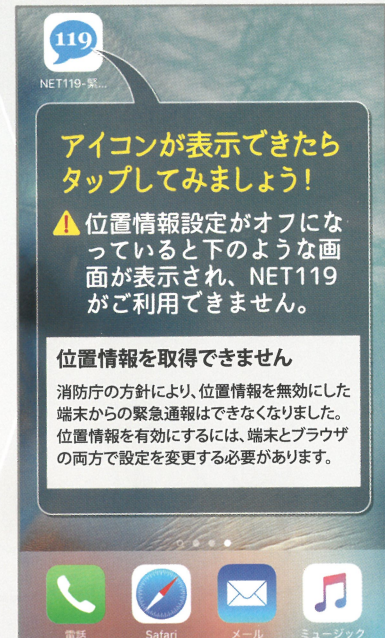 119
NET119-緊...
アイコンが表示できたら
タップしてみましょう!
位置情報設定がオフにな
っていると下のような画
面が表示され、NET119
がご利用できません。
位置情報を取得できません
消防庁の方針により、位置情報を無効にした
端末からの緊急通報はできなくなりました。
位置情報を有効にするには、端末とブラウザ
の両方で設定を変更する必要があります。
電話 Safari メール ミュージック